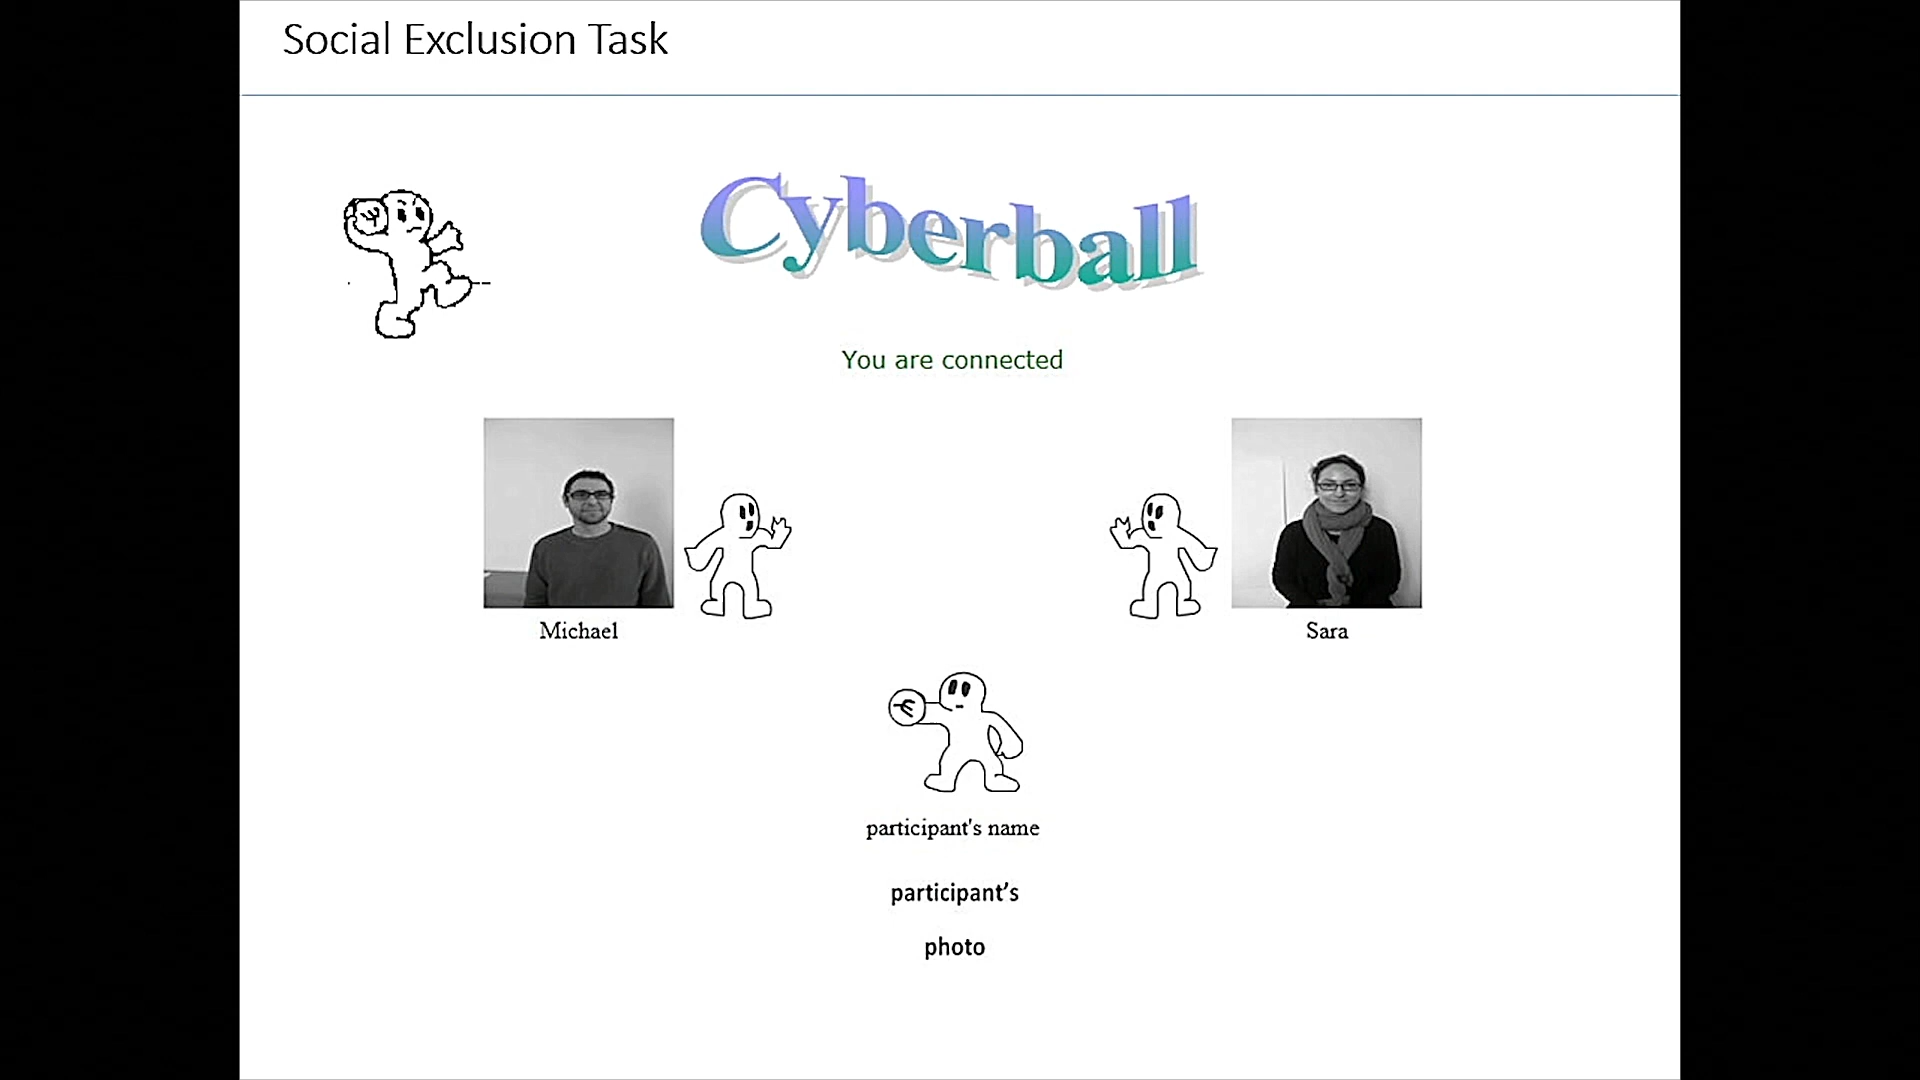 Social Exclusion Task
Cyberball
You are connected
Michael
Sara
participant's name
participant’s
photo